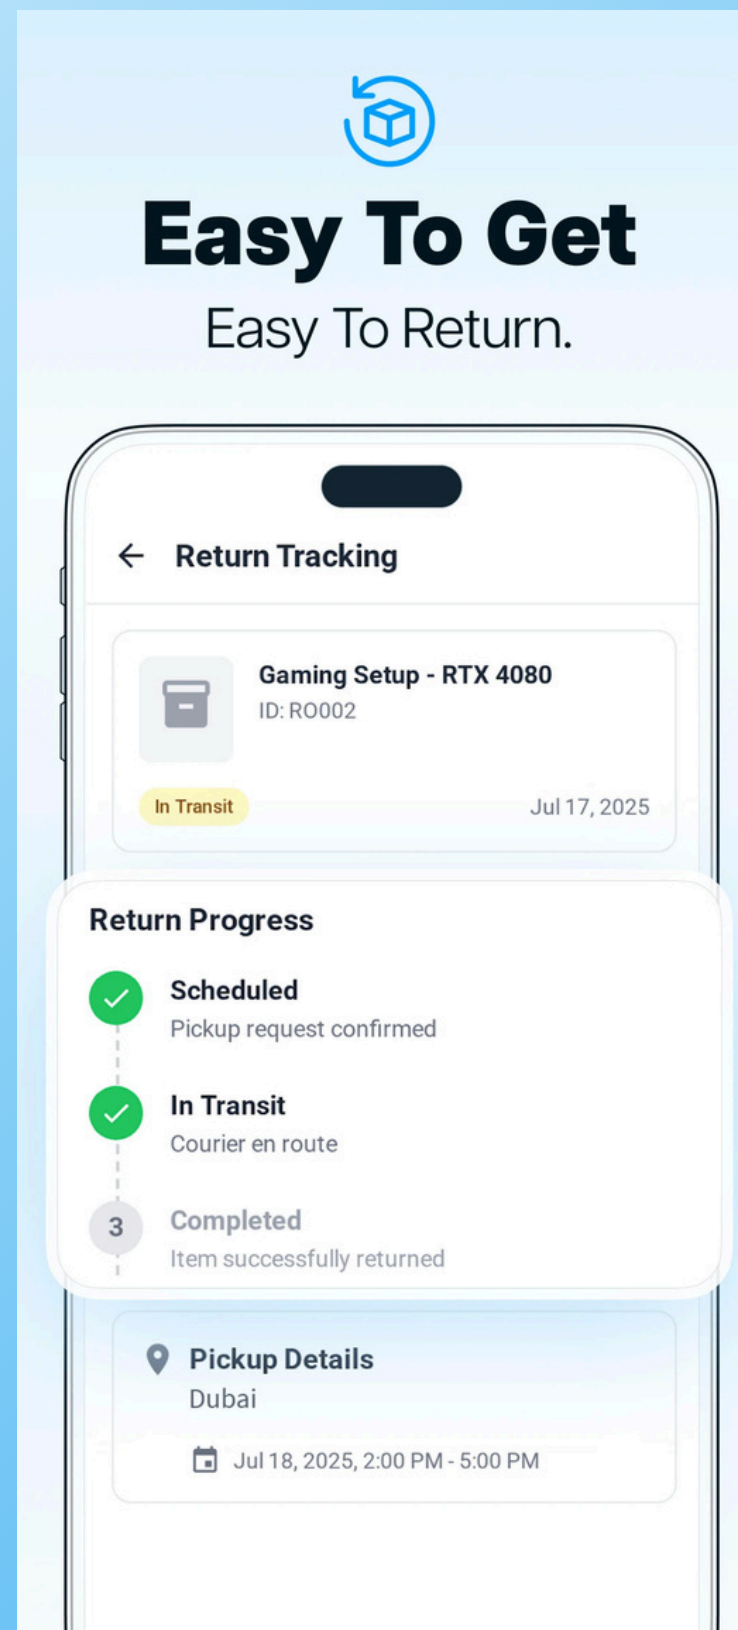 Easy To Get
Easy To Return.
Return Tracking
Gaming Setup - RTX 4080
ID: RO002
In Transit
Jul 17, 2025
Return Progress
Scheduled
Pickup request confirmed
In Transit
Courier en route
3
Completed
Item successfully returned
Pickup Details
Dubai
Jul 18, 2025, 2:00 PM - 5:00 PM